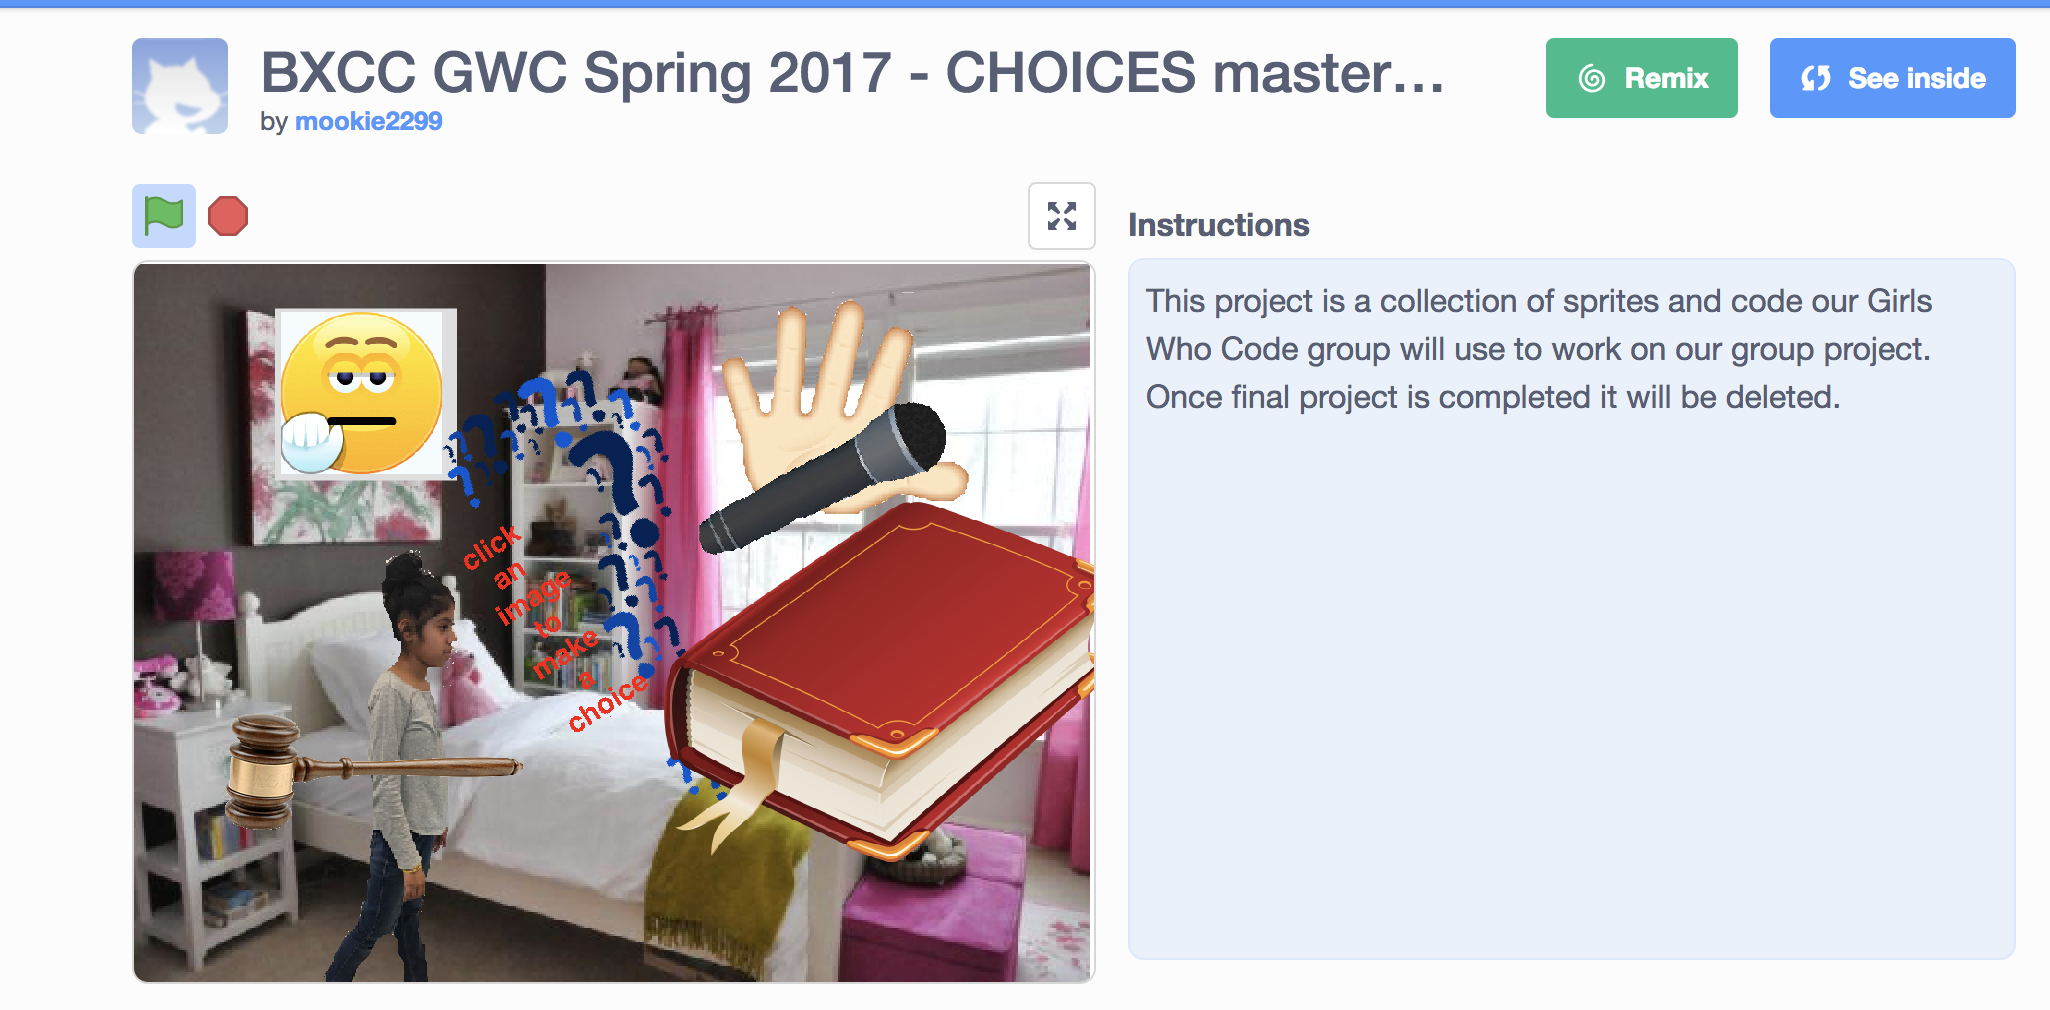 BXCC GWC Spring 2017 - CHOICES master...
by mookie2299
Remix
See inside
Instructions
This project is a collection of sprites and code our Girls
Who Code group will use to work on our group project.
Once final project is completed it will be deleted.
click
an
image
to
make
a
choice